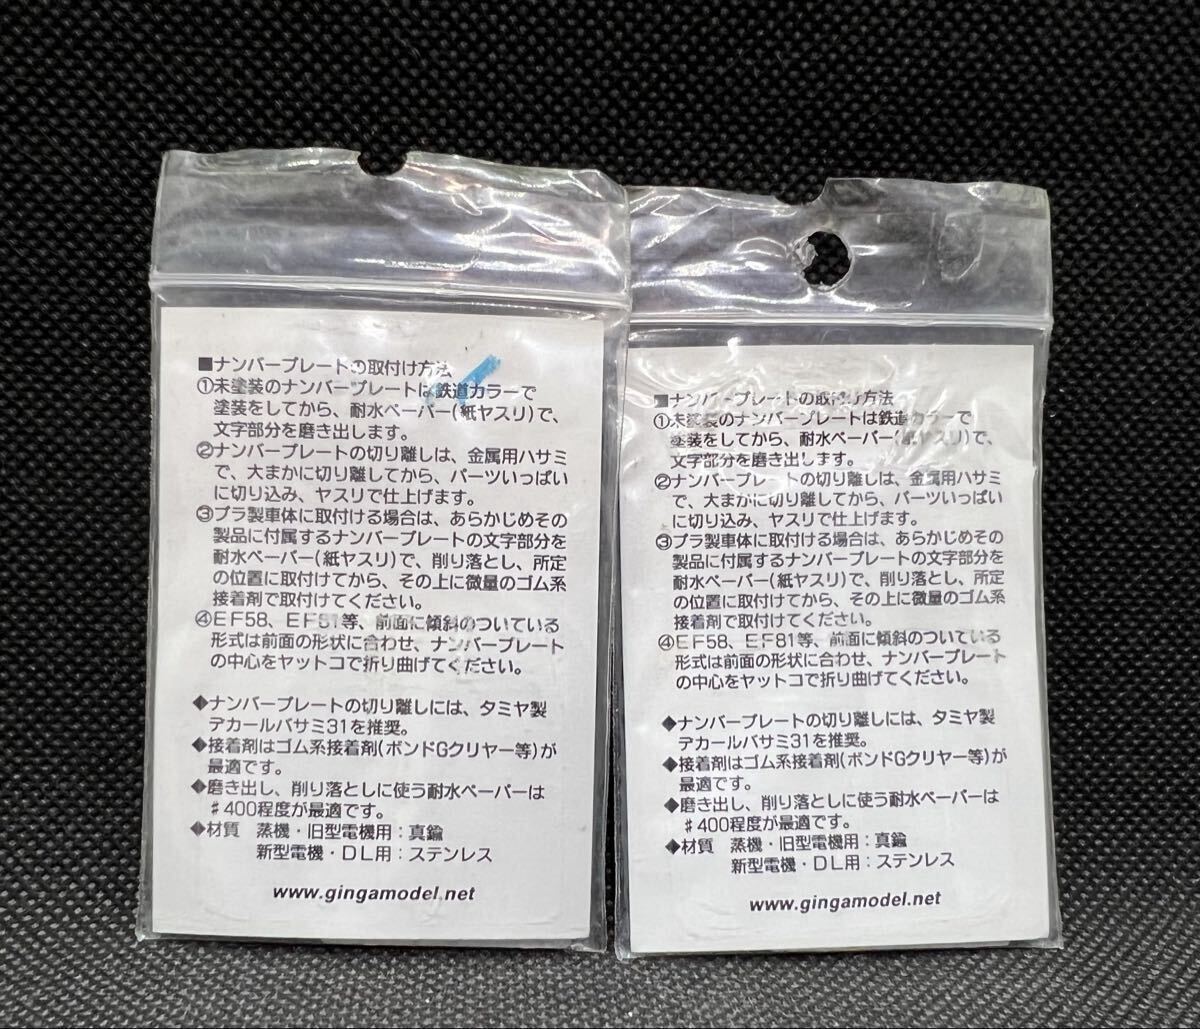 ■ナンバープレートの取付け方法
①未塗装のナンバープレートは鉄道カラーで
塗装をしてから、耐水ペーパー(紙ヤスリ)で、
文字部分を磨き出します。
②ナンバープレートの切り離しは、金属用ハサミ
で、大まかに切り離してから、パーツいっぱい
に切り込み、ヤスリで仕上げます。
③プラ製車体に取付ける場合は、あらかじめその
製品に付属するナンバープレートの文字部分を
耐水ペーパー(紙ヤスリ)で、削り落とし、所定
の位置に取付けてから、その上に微量のゴム系
接着剤で取付けてください。
④EF58、EF81等、前面に傾斜のついている
形式は前面の形状に合わせ、ナンバープレート
の中心をヤットコで折り曲げてください。
◆ナンバープレートの切り離しには、タミヤ製
デカールバサミ31を推奨。
◆接着剤はゴム系接着剤(ボンドGクリヤー等)が
最適です。
◆磨き出し、削り落としに使う耐水ペーパーは
♯400程度が最適です。
◆材質 蒸機・旧型電機用：真鍮
新型電機・DL用：ステンレス
www.gingamodel.net
■ナンバープレートの取付け方法
①未塗装のナンバープレートは鉄道カラーで
塗装をしてから、耐水ペーパー(紙ヤスリ)で、
文字部分を磨き出します。
②ナンバープレートの切り離しは、金属用ハサミ
で、大まかに切り離してから、パーツいっぱい
に切り込み、ヤスリで仕上げます。
③プラ製車体に取付ける場合は、あらかじめその
製品に付属するナンバープレートの文字部分を
耐水ペーパー(紙ヤスリ)で、削り落とし、所定
の位置に取付けてから、その上に微量のゴム系
接着剤で取付けてください。
④EF58、EF81等、前面に傾斜のついている
形式は前面の形状に合わせ、ナンバープレート
の中心をヤットコで折り曲げてください。
◆ナンバープレートの切り離しには、タミヤ製
デカールバサミ31を推奨。
◆接着剤はゴム系接着剤(ボンドGクリヤー等)が
最適です。
◆磨き出し、削り落としに使う耐水ペーパーは
♯400程度が最適です。
◆材質 蒸機・旧型電機用：真鍮
新型電機・DL用：ステンレス
www.gingamodel.net